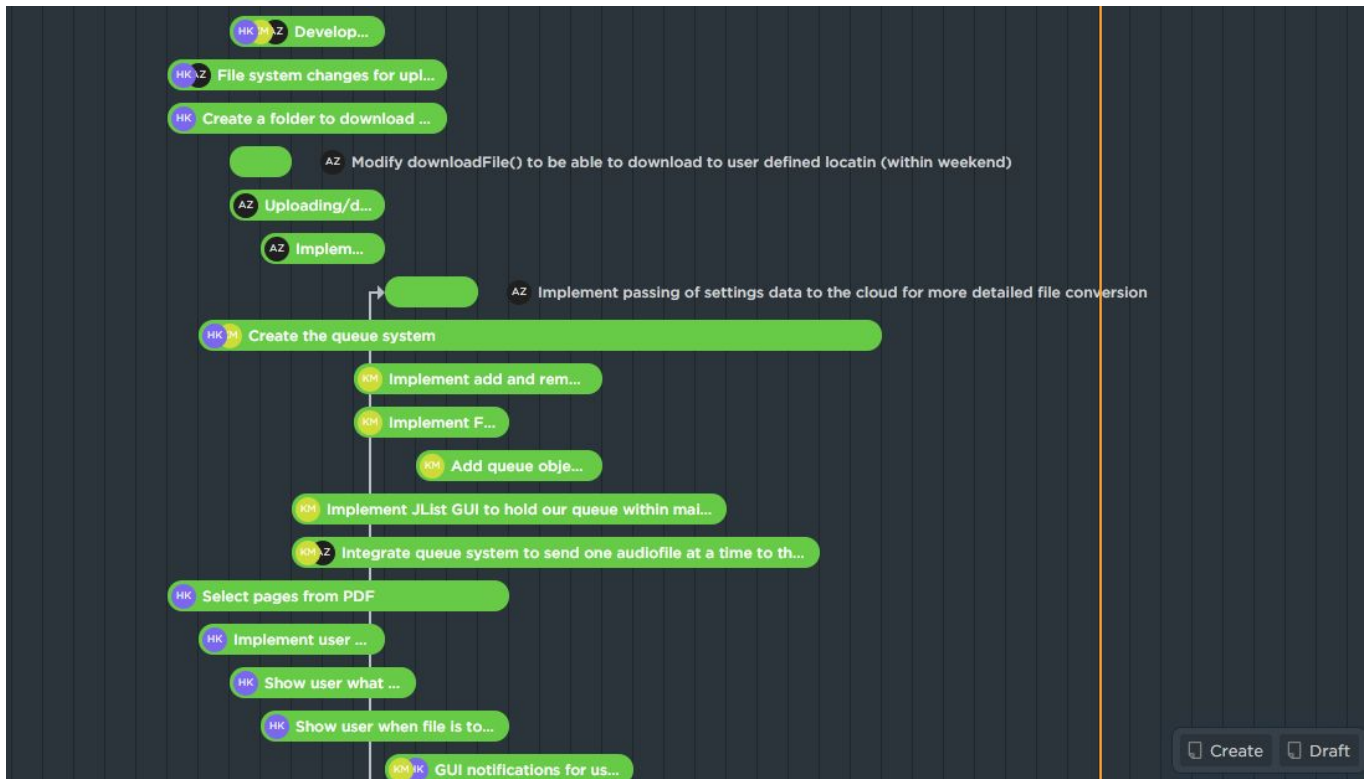 HK KM AZ Develop...
HK AZ File system changes for upl...
HK Create a folder to download ...
AZ Modify downloadFile() to be able to download to user defined locatin (within weekend)
AZ Uploading/d...
AZ Implem...
AZ Implement passing of settings data to the cloud for more detailed file conversion
HK KM Create the queue system
KM Implement add and rem...
KM Implement F...
KM Add queue obje...
KM Implement JList GUI to hold our queue within mai...
KM AZ Integrate queue system to send one audiofile at a time to th...
HK Select pages from PDF
HK Implement user ...
HK Show user what ...
HK Show user when file is to...
KM HK GUI notifications for us...
Create Draft